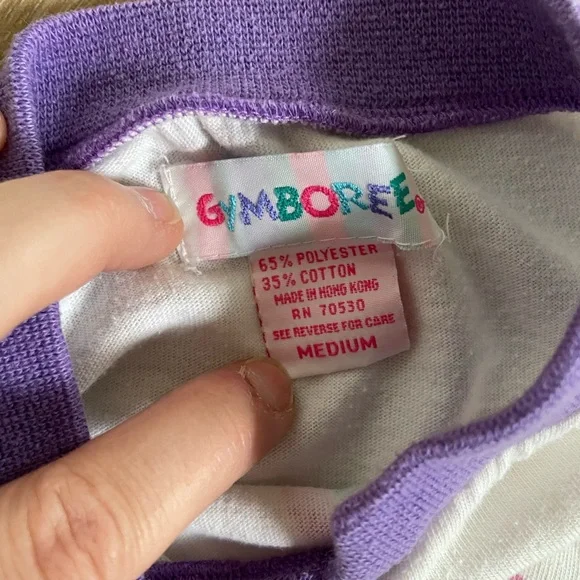 GYMBOREE®
65% POLYESTER
35% COTTON
MADE IN HONG KONG
RN 70530
SEE REVERSE FOR CARE
MEDIUM